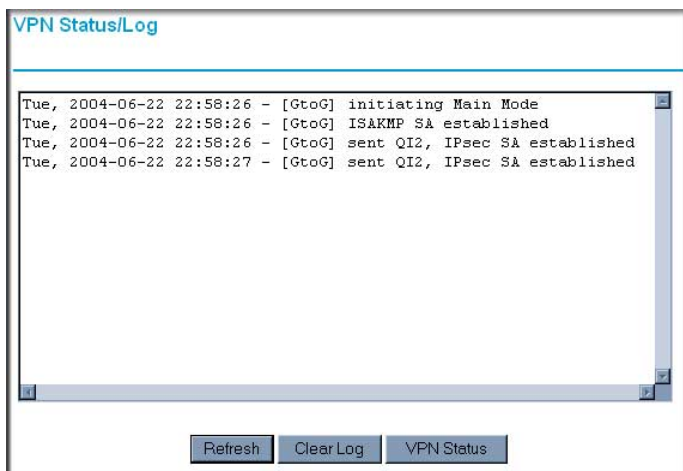 VPN Status/Log
Tue, 2004-06-22 22:58:26 - [GtoG] initiating Main Mode
Tue, 2004-06-22 22:58:26 - [GtoG] ISAKMP SA established
Tue, 2004-06-22 22:58:26 - [GtoG] sent QI2, IPsec SA established
Tue, 2004-06-22 22:58:27 - [GtoG] sent QI2, IPsec SA established
Refresh Clear Log VPN Status